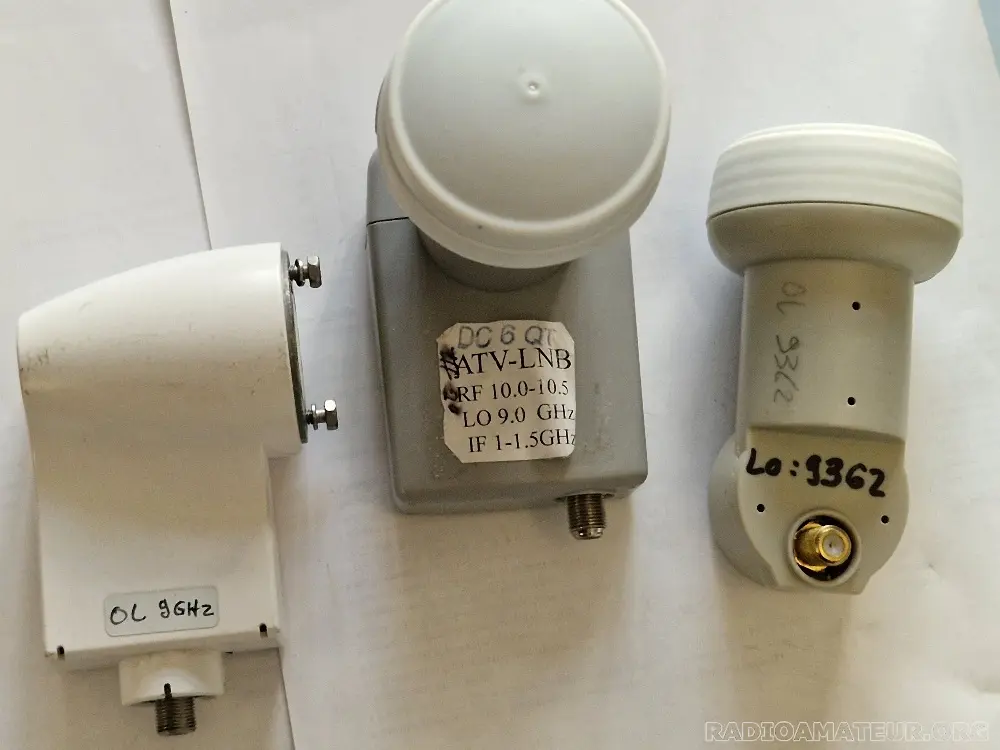 OL 9GHz
DC 6 QT
ATV-LNB
RF 10.0-10.5
LO 9.0 GHz
IF 1-1.5GHz
OL 9362
LO: 9362
RADIOAMATEUR.ORG